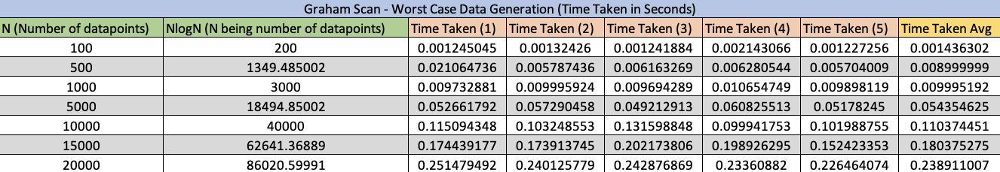 Graham Scan - Worst Case Data Generation (Time Taken in Seconds)
N (Number of datapoints) NlogN (N being number of datapoints) Time Taken (1) Time Taken (2) Time Taken (3) Time Taken (4) Time Taken (5) Time Taken Avg
100 200 0.001245045 0.00132426 0.001241884 0.002143066 0.001227256 0.001436302
500 1349.485002 0.021064736 0.005787436 0.006163269 0.006280544 0.005704009 0.008999999
1000 3000 0.009732881 0.009995924 0.009694289 0.010654749 0.009898119 0.009995192
5000 18494.85002 0.052661792 0.057290458 0.049212913 0.060825513 0.05178245 0.054354625
10000 40000 0.115094348 0.103248553 0.131598848 0.099941753 0.101988755 0.110374451
15000 62641.36889 0.174439177 0.173913745 0.202173806 0.198926295 0.152423353 0.180375275
20000 86020.59991 0.251479492 0.240125779 0.242876869 0.23360882 0.226464074 0.238911007